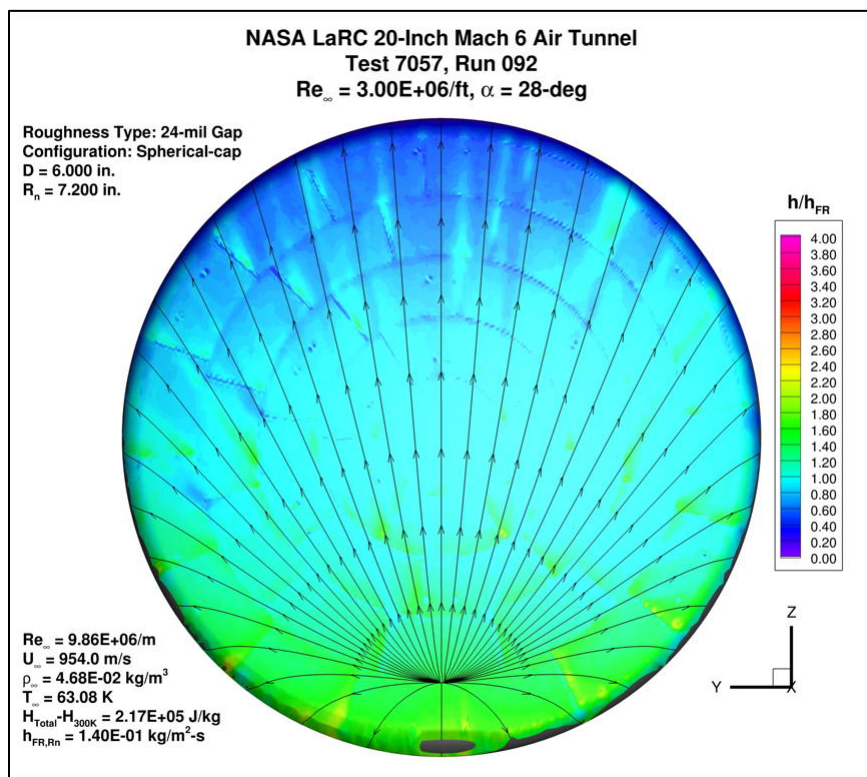 NASA LaRC 20-Inch Mach 6 Air Tunnel
Test 7057, Run 092
Re∞ = 3.00E+06/ft, α = 28-deg
Roughness Type: 24-mil Gap
Configuration: Spherical-cap
D = 6.000 in.
Rn = 7.200 in.
h/hFR
4.00
3.80
3.60
3.40
3.20
3.00
2.80
2.60
2.40
2.20
2.00
1.80
1.60
1.40
1.20
1.00
0.80
0.60
0.40
0.20
0.00
Re∞ = 9.86E+06/m
U∞ = 954.0 m/s
ρ∞ = 4.68E-02 kg/m³
T∞ = 63.08 K
HTotal-H300K = 2.17E+05 J/kg
hFR,Rn = 1.40E-01 kg/m²-s
Z
Y
X